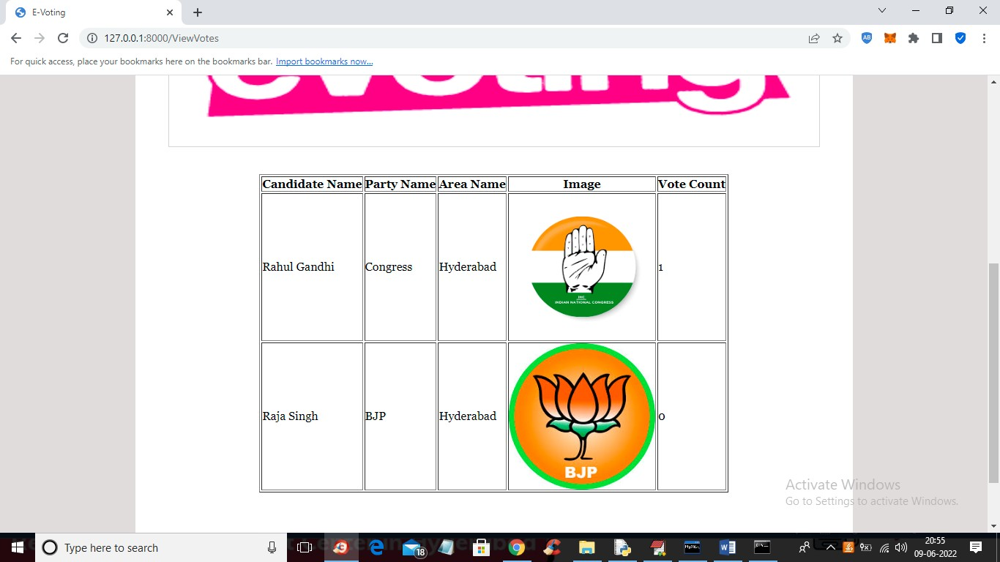 E-Voting
127.0.0.1:8000/ViewVotes
For quick access, place your bookmarks here on the bookmarks bar. Import bookmarks now...
evoting
Candidate Name Party Name Area Name Image Vote Count
INC
INDIAN NATIONAL CONGRESS
Rahul Gandhi Congress Hyderabad 1
Raja Singh BJP Hyderabad 0
BJP
Activate Windows
Go to Settings to activate Windows.
Type here to search
18
20:55
09-06-2022